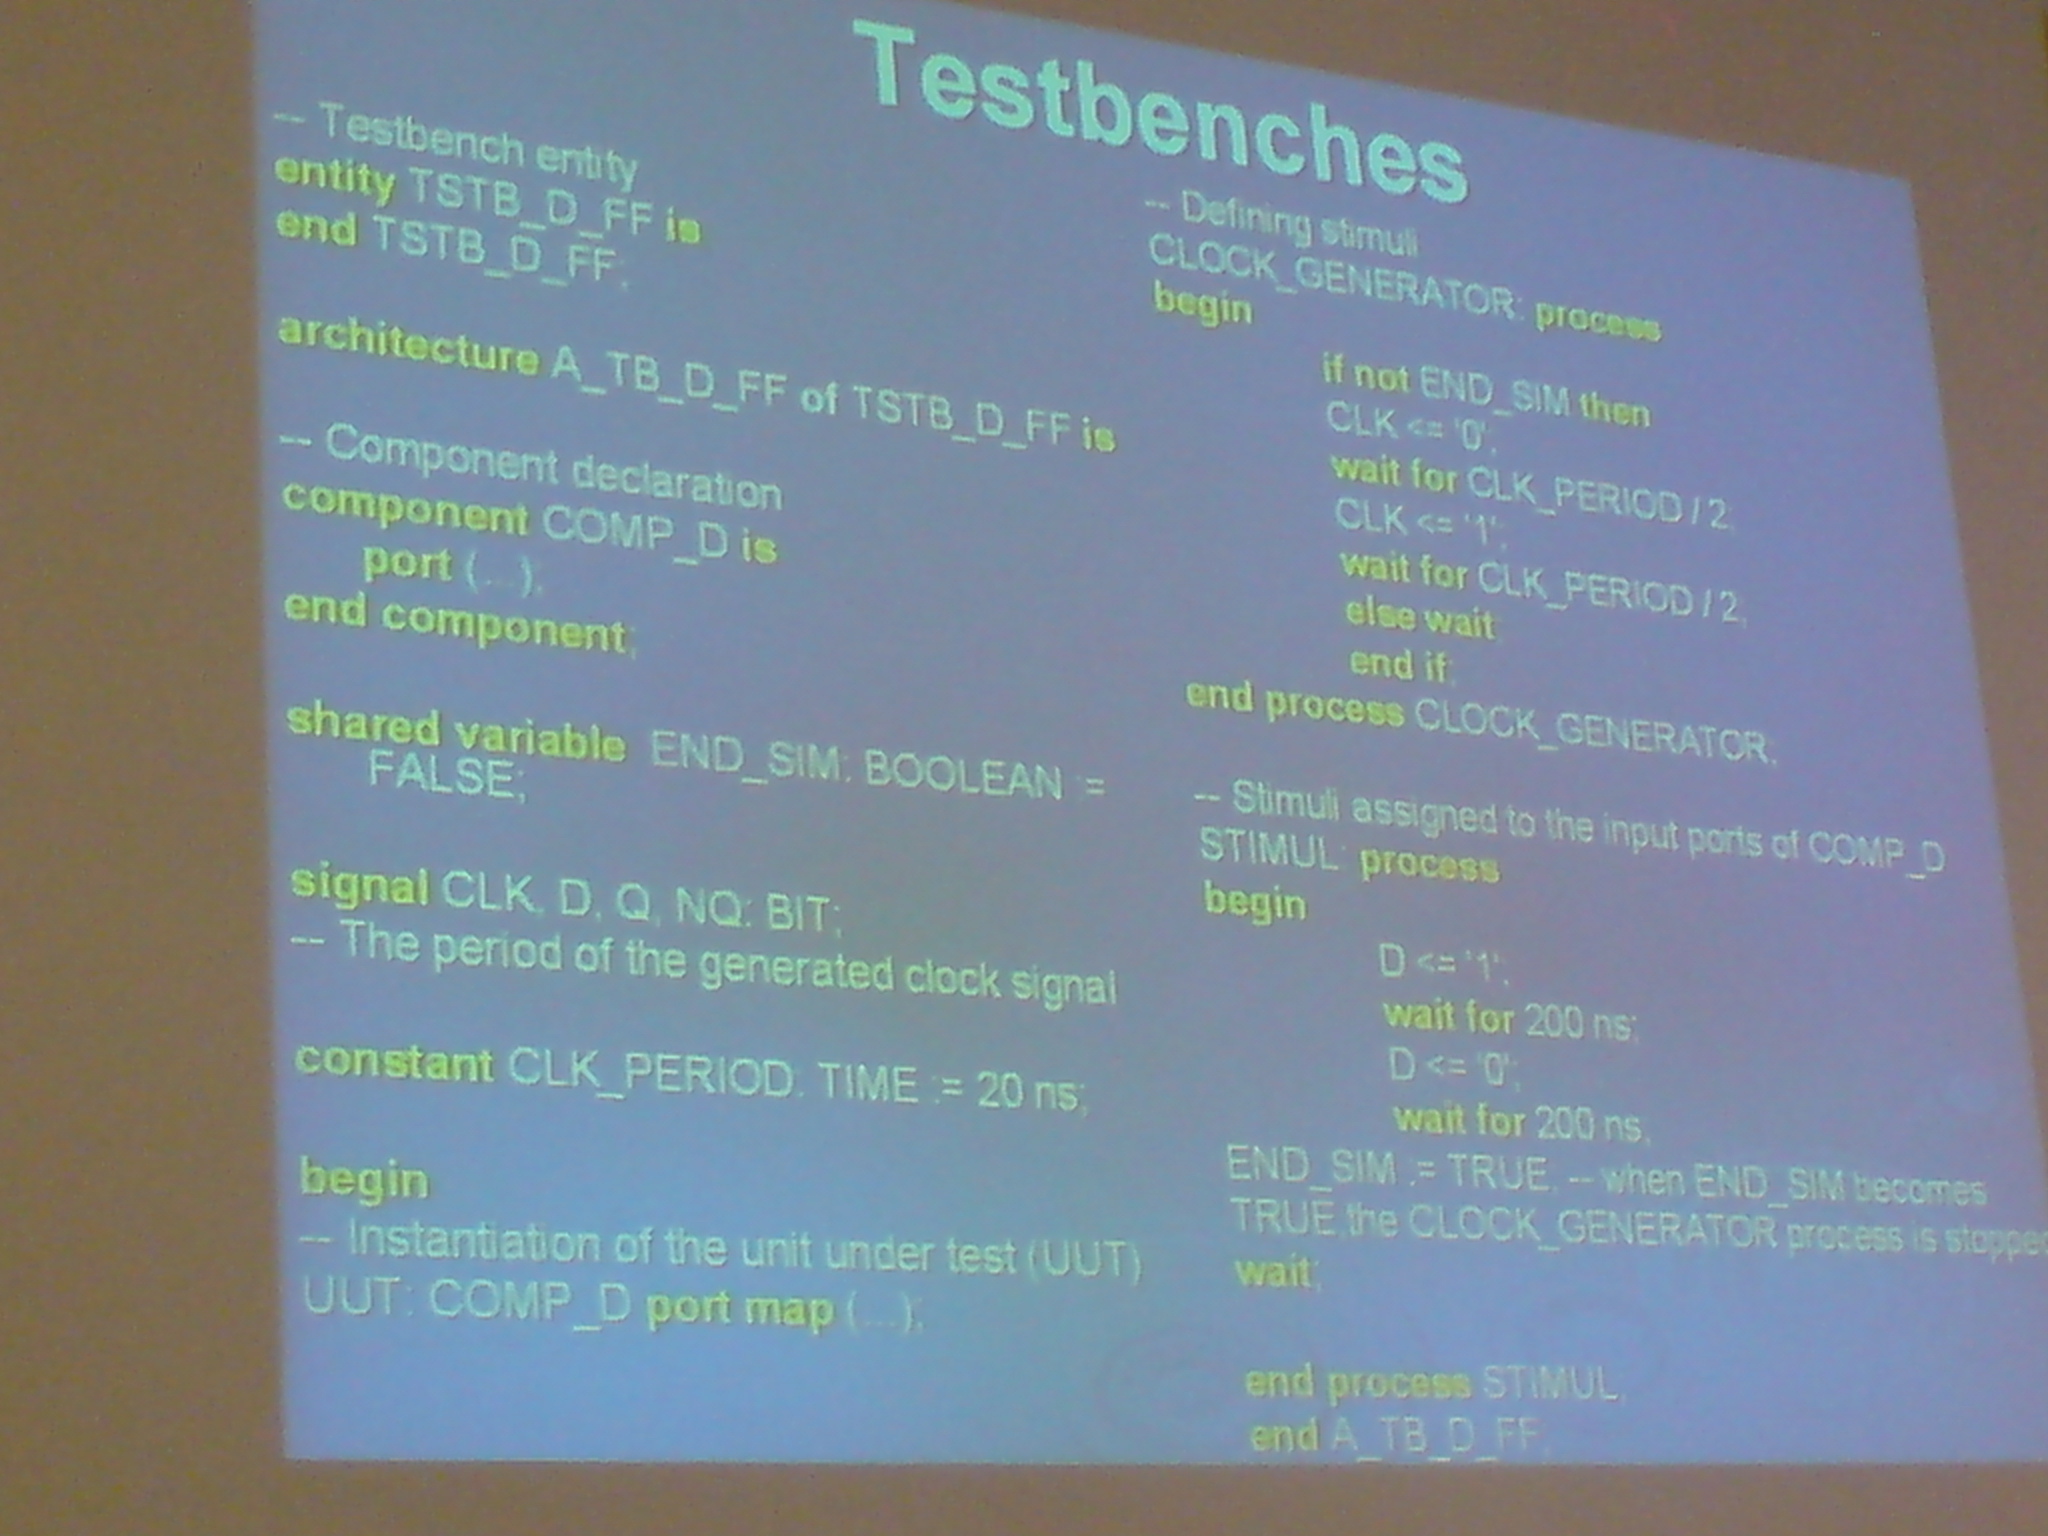 Testbenches
-- Testbench entity
entity TSTB_D_FF is
end TSTB_D_FF;
architecture A_TB_D_FF of TSTB_D_FF is
-- Component declaration
component COMP_D is
port (...);
end component;
shared variable END_SIM: BOOLEAN :=
FALSE;
signal CLK, D, Q, NQ: BIT;
-- The period of the generated clock signal
constant CLK_PERIOD: TIME := 20 ns;
begin
-- Instantiation of the unit under test (UUT)
UUT: COMP_D port map (...);
-- Defining stimuli
CLOCK_GENERATOR: process
begin
if not END_SIM then
CLK <= '0';
wait for CLK_PERIOD / 2;
CLK <= '1';
wait for CLK_PERIOD / 2;
else wait;
end if;
end process CLOCK_GENERATOR;
-- Stimuli assigned to the input ports of COMP_D
STIMUL: process
begin
D <= '1';
wait for 200 ns;
D <= '0';
wait for 200 ns;
END_SIM := TRUE; -- when END_SIM becomes
TRUE,the CLOCK_GENERATOR process is stopped
wait;
end process STIMUL;
end A_TB_D_FF;